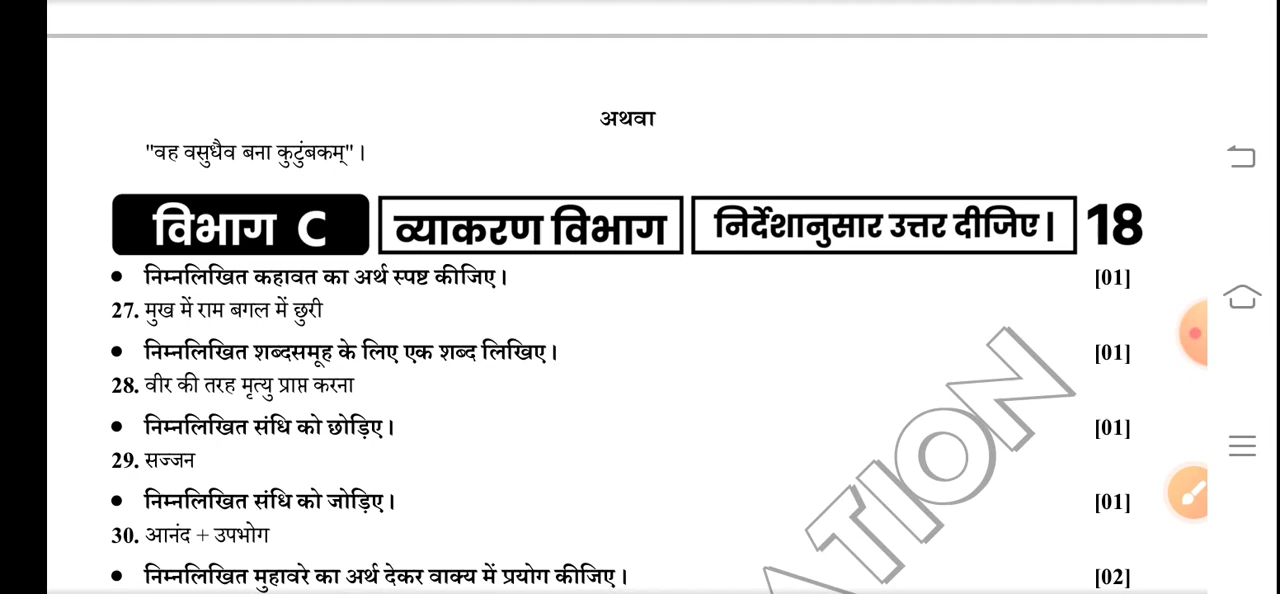 अथवा
"वह वसुधैव बना कुटुंबकम्"।
विभाग C व्याकरण विभाग निर्देशानुसार उत्तर दीजिए। 18
• निम्नलिखित कहावत का अर्थ स्पष्ट कीजिए। [01]
27. मुख में राम बगल में छुरी
• निम्नलिखित शब्दसमूह के लिए एक शब्द लिखिए। [01]
28. वीर की तरह मृत्यु प्राप्त करना
• निम्नलिखित संधि को छोड़िए। [01]
29. सज्जन
• निम्नलिखित संधि को जोड़िए। [01]
30. आनंद + उपभोग
• निम्नलिखित मुहावरे का अर्थ देकर वाक्य में प्रयोग कीजिए। [02]
ATION